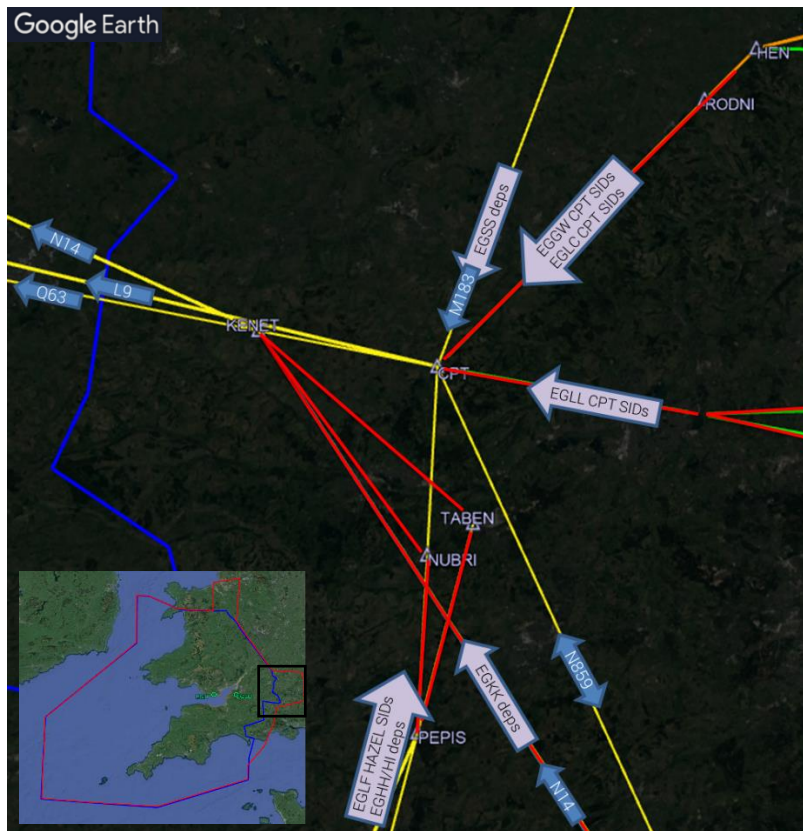 Google Earth
HEN
RODNI
EGSS deps
EGGW CPT SIDs
EGLC CPT SIDs
N14
M183
Q63
L9
KENET
CPT
EGLL CPT SIDs
TABEN
NUBRI
EGKK deps
N859
EGLF HAZEL SIDs
EGHH/HI deps
PEPIS
N14